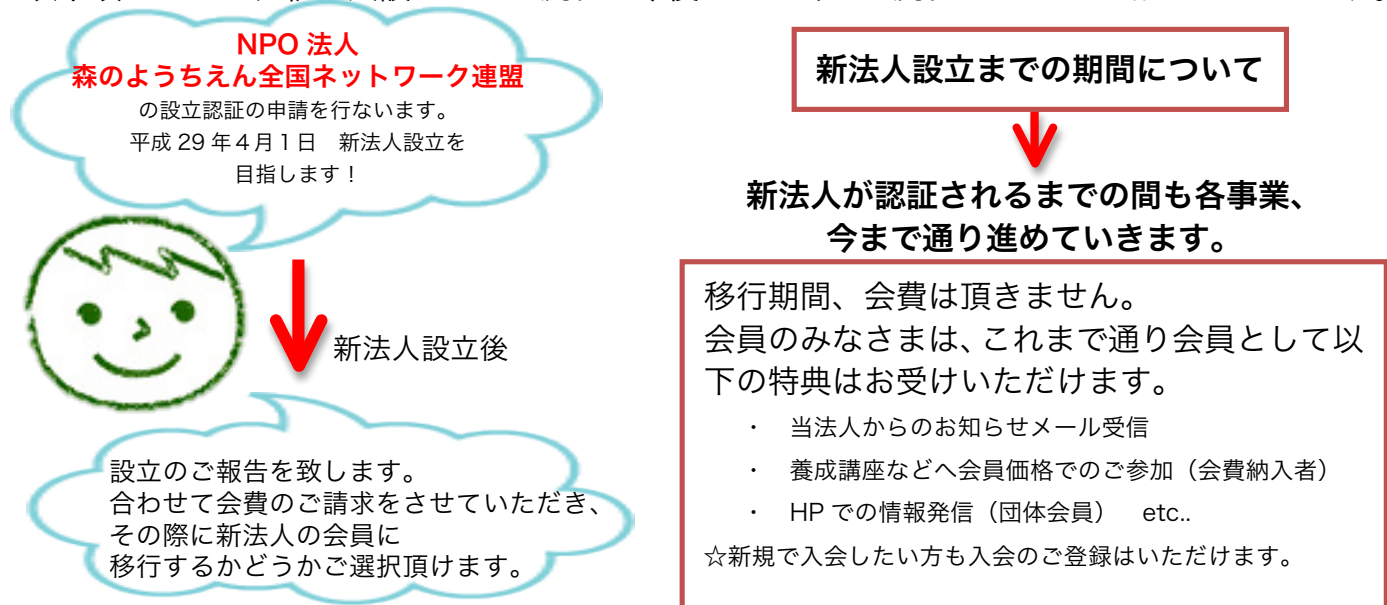 NPO 法人
森のようちえん全国ネットワーク連盟
の設立認証の申請を行ないます。
平成 29 年４月１日　新法人設立を
目指します！
新法人設立後
設立のご報告を致します。
合わせて会費のご請求をさせていただき、
その際に新法人の会員に
移行するかどうかご選択頂けます。
新法人設立までの期間について
新法人が認証されるまでの間も各事業、
今まで通り進めていきます。
移行期間、会費は頂きません。
会員のみなさまは、これまで通り会員として以
下の特典はお受けいただけます。
・　当法人からのお知らせメール受信
・　養成講座などへ会員価格でのご参加（会費納入者）
・　HP での情報発信（団体会員）　etc..
☆新規で入会したい方も入会のご登録はいただけます。